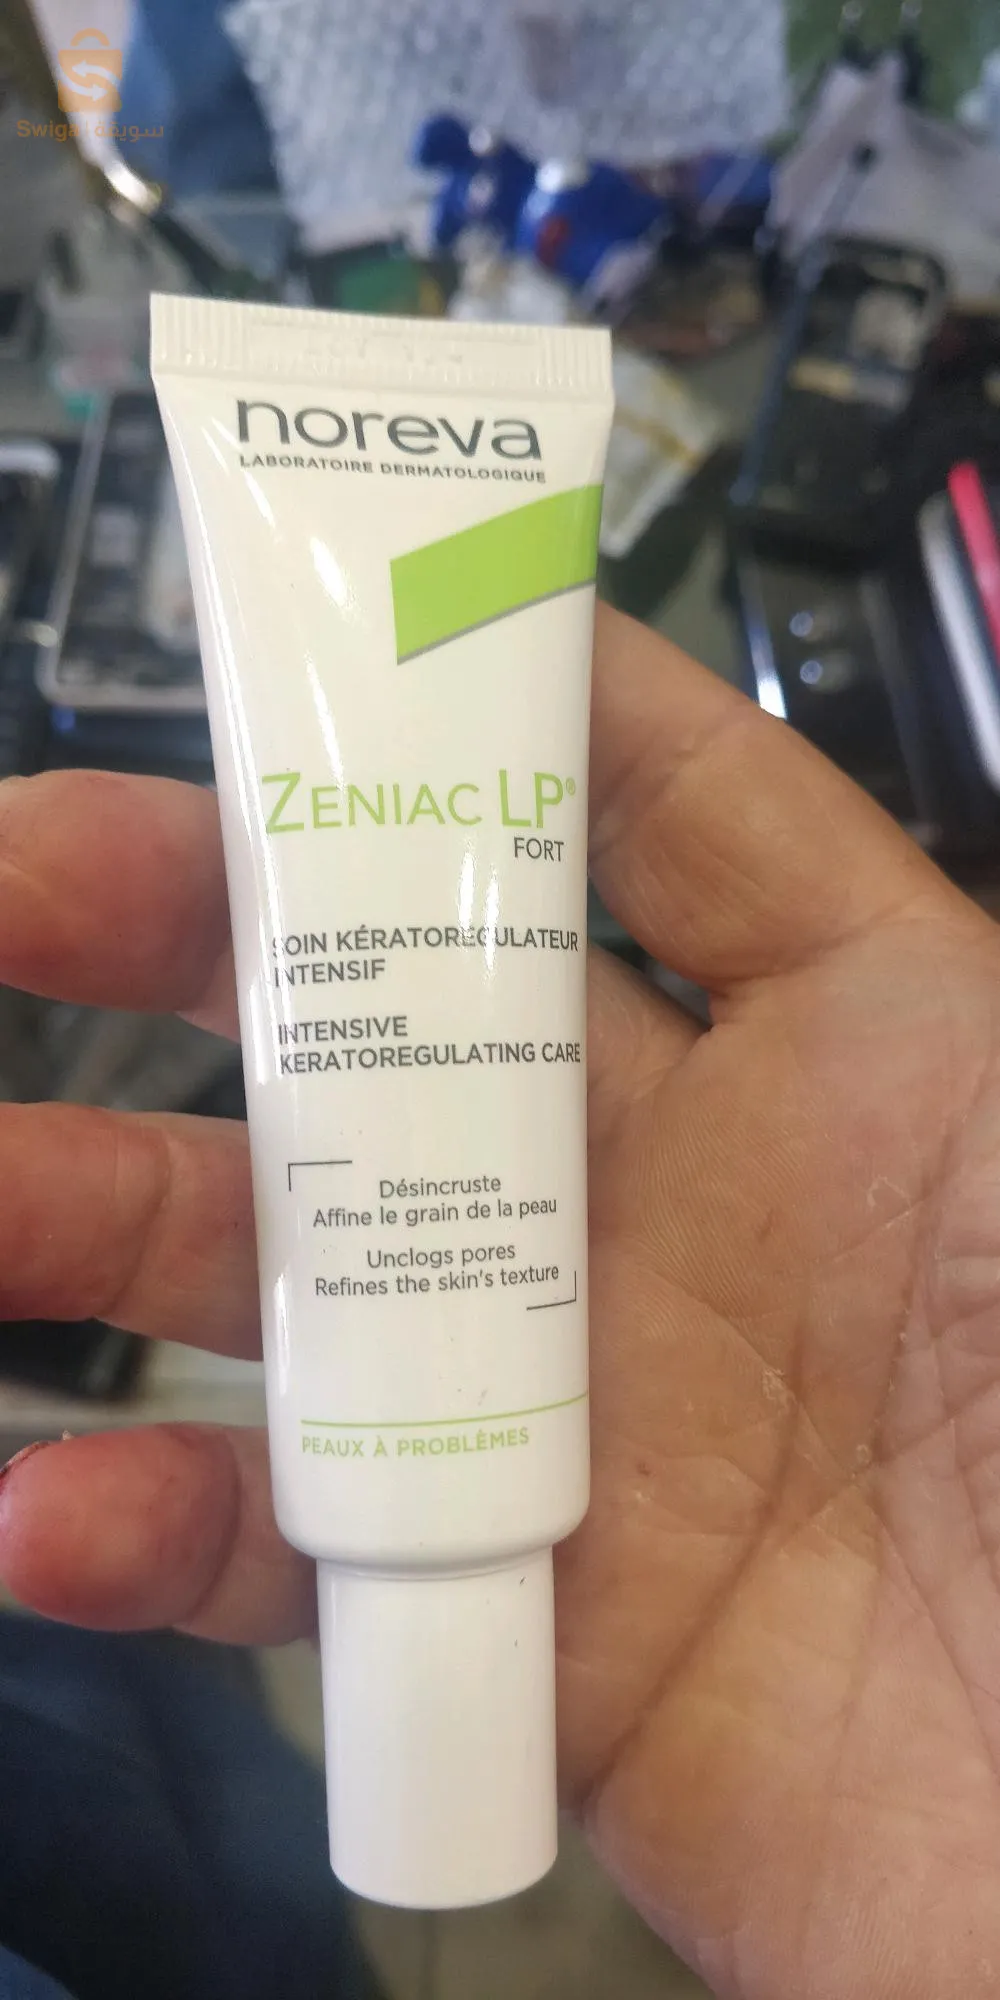 Swiga سويقة
noreva
LABORATOIRE DERMATOLOGIQUE
ZENIAC LP®
FORT
SOIN KÉRATORÉGULATEUR
INTENSIF
INTENSIVE
KERATOREGULATING CARE
Désincruste
Affine le grain de la peau
Unclogs pores
Refines the skin's texture
PEAUX À PROBLÈMES